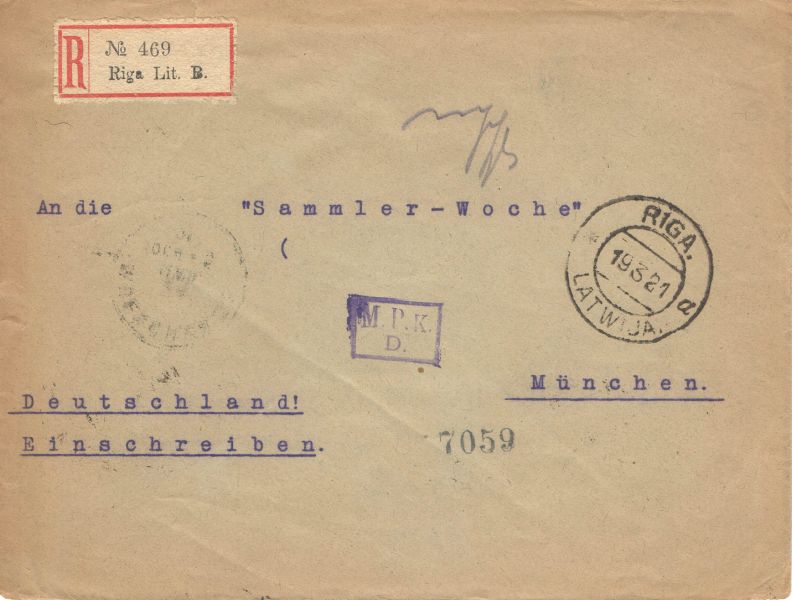 R
№ 469
Riga Lit. B.
An die "Sammler-Woche"
(
RIGA.
19 3 21
LATWIJA.
a
M.P.K.
D.
München.
Deutschland!
Einschreiben.
7059